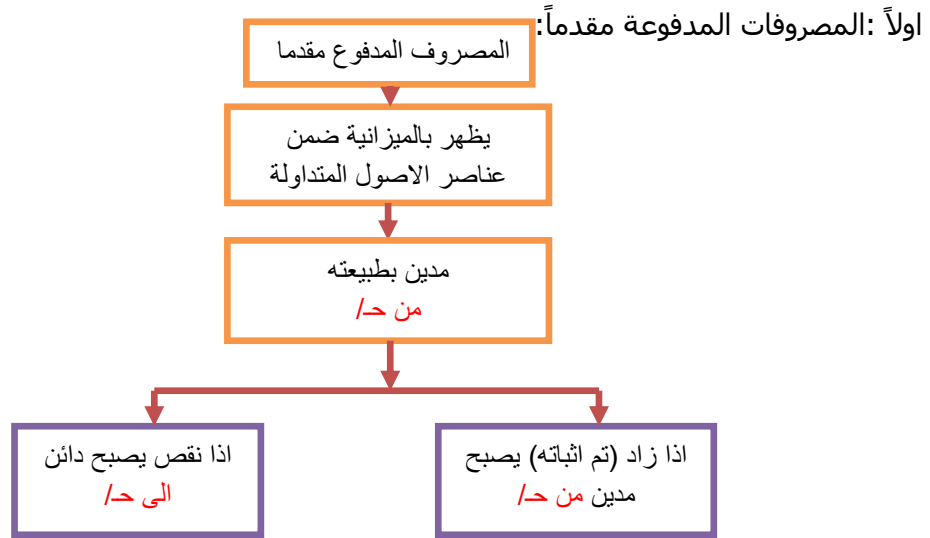 اولاً :المصروفات المدفوعة مقدماً:
المصروف المدفوع مقدما
يظهر بالميزانية ضمن
عناصر الاصول المتداولة
مدين بطبيعته
من حـ/
اذا زاد (تم اثباته) يصبح
مدين من حـ/
اذا نقص يصبح دائن
الى حـ/